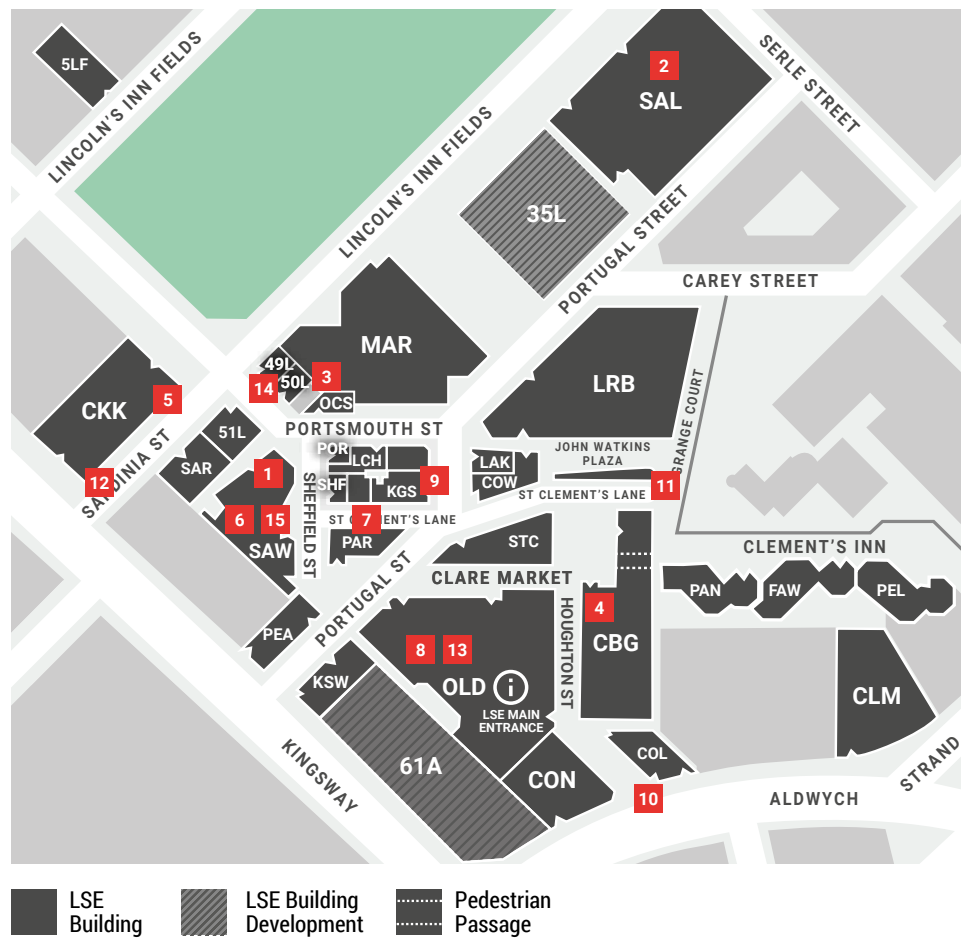 5LF
LINCOLN'S INN FIELDS
LINCOLN'S INN FIELDS
2
SAL
SERLE STREET
35L
PORTUGAL STREET
CAREY STREET
MAR
49L
50L
3
14
OCS
CKK
5
LRB
GRANGE COURT
PORTSMOUTH ST
51L
SAR
SARDINIA ST
12
POR
LCH
SHF
KGS
9
LAK
COW
JOHN WATKINS
PLAZA
ST CLEMENT'S LANE
11
1
6
15
SAW
SHEFFIELD ST
7
ST CLEMENT'S LANE
PAR
STC
CLARE MARKET
CLEMENT'S INN
PAN
FAW
PEL
PEA
PORTUGAL ST
HOUGHTON ST
4
CBG
8
13
OLD
i
LSE MAIN
ENTRANCE
KSW
61A
KINGSWAY
CON
COL
10
CLM
ALDWYCH
STRAND
LSE
Building
LSE Building
Development
Pedestrian
Passage